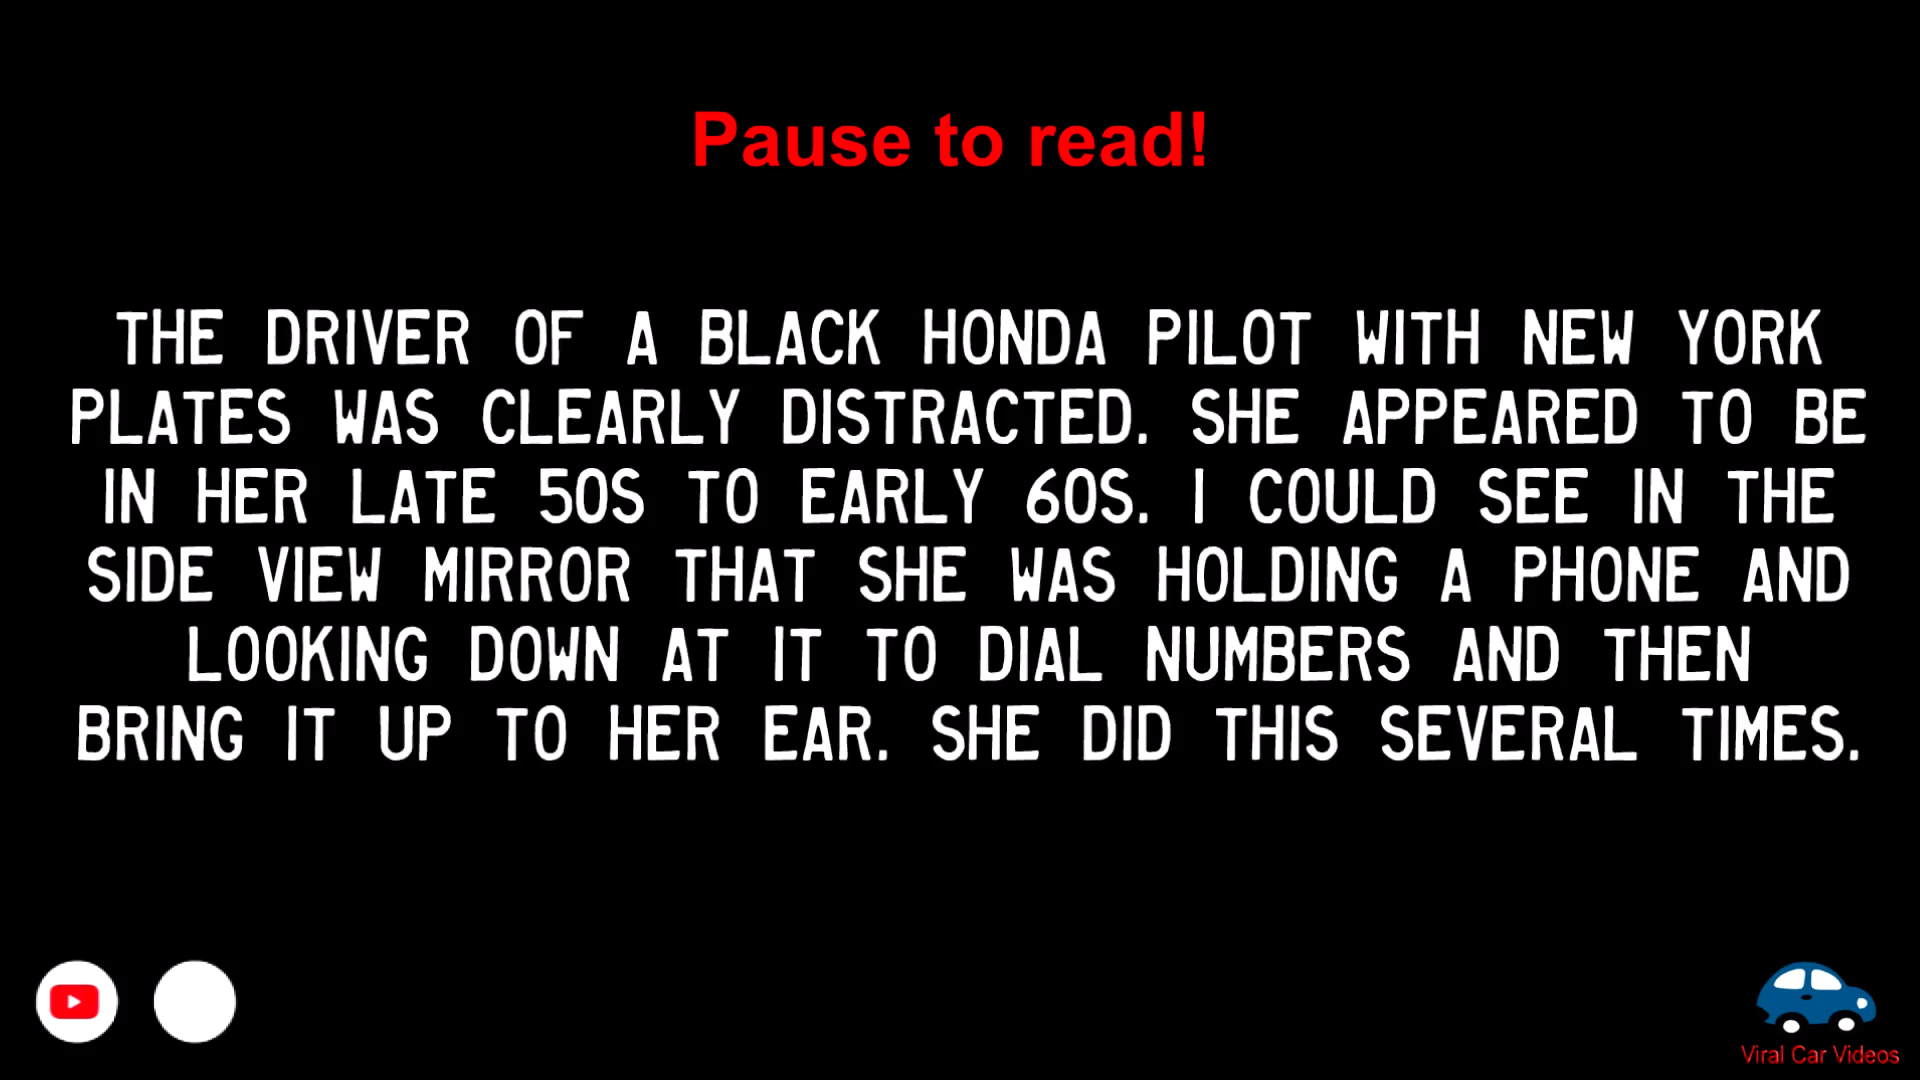 Pause to read!
THE DRIVER OF A BLACK HONDA PILOT WITH NEW YORK
PLATES WAS CLEARLY DISTRACTED. SHE APPEARED TO BE
IN HER LATE 50S TO EARLY 60S. I COULD SEE IN THE
SIDE VIEW MIRROR THAT SHE WAS HOLDING A PHONE AND
LOOKING DOWN AT IT TO DIAL NUMBERS AND THEN
BRING IT UP TO HER EAR. SHE DID THIS SEVERAL TIMES.
Viral Car Videos